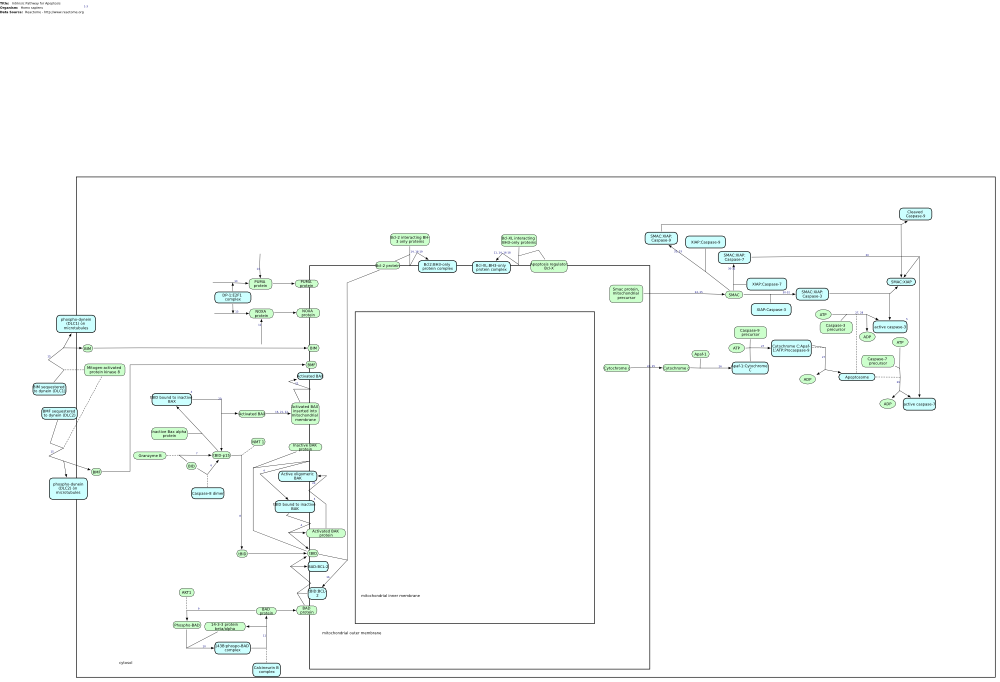 Title: Intrinsic Pathway for Apoptosis
Organism: Homo sapiens
Data Source: Reactome - http://www.reactome.org
Cleaved
Caspase-9
Bcl-2 interacting BH-
3 only proteins
Bcl-XL interacting
BH3-only proteins
SMAC:XIAP:
Caspase-9
XIAP:Caspase-9
SMAC:XIAP:
Caspase-7
Bcl-2 protein
Bcl2:BH3-only
protein complex
Bcl-XL:BH3-only
protein complex
Apoptosis regulator
Bcl-X
SMAC:XIAP
PUMA
protein
PUMA
protein
DP-1:E2F1
complex
XIAP:Caspase-7
Smac protein,
mitochondrial
precursor
SMAC
SMAC:XIAP:
Caspase-3
XIAP:Caspase-3
NOXA
protein
NOXA
protein
phospho-dynein
(DLC1) on
microtubules
ATP
Caspase-3
precursor
active caspase-3
ADP
Caspase-9
precursor
ATP
ATP
BIM
BIM
Cytochrome C:Apaf-
1:ATP:Procaspase-9
Apaf-1
BMF
Mitogen-activated
protein kinase 8
Cytochrome c
Cytochrome c
Apaf-1:Cytochrome
C
Caspase-7
precursor
Apoptosome
ADP
Activated BAX
BIM sequestered
to dynein (DLC1)
tBID bound to inactive
BAX
ADP
active caspase-7
BMF sequestered
to dynein (DLC2)
Activated BAX
Activated BAX
inserted into
mitochondrial
membrane
Inactive Bax alpha
protein
NMT 1
Inactive BAK
protein
Granzyme B
tBID-p15
BID
BMF
Active oligomeric
BAK
phospho-dynein
(DLC2) on
microtubules
Caspase-8 dimer
tBID bound to inactive
BAK
Activated BAK
protein
tBID
tBID
BAD:BCL-2
AKT1
tBID:BCL-
2
mitochondrial inner membrane
BAD
protein
BAD
protein
Phospho-BAD
14-3-3 protein
beta/alpha
mitochondrial outer membrane
1433:phospo-BAD
complex
cytosol
Calcineurin B
complex